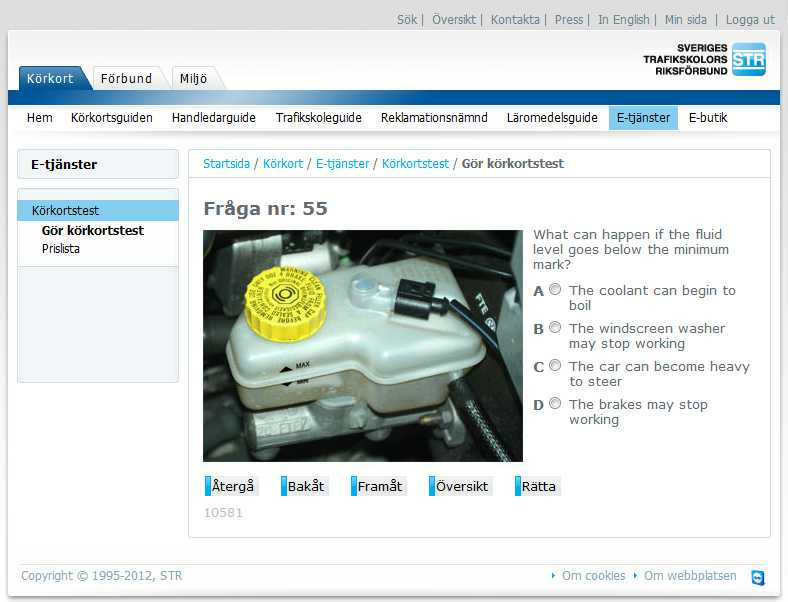 Sök | Översikt | Kontakta | Press | In English | Min sida | Logga ut
SVERIGES
TRAFIKSKOLORS
RIKSFÖRBUND
STR
Körkort Förbund Miljö
Hem Körkortsguiden Handledarguide Trafikskoleguide Reklamationsnämnd Läromedelsguide E-tjänster E-butik
E-tjänster
Körkortstest
Gör körkortstest
Prislista
Startsida / Körkort / E-tjänster / Körkortstest / Gör körkortstest
Fråga nr: 55
MAX
MIN
FTE
What can happen if the fluid
level goes below the minimum
mark?
A The coolant can begin to
boil
B The windscreen washer
may stop working
C The car can become heavy
to steer
D The brakes may stop
working
Återgå Bakåt Framåt Översikt Rätta
10581
Copyright © 1995-2012, STR
Om cookies Om webbplatsen